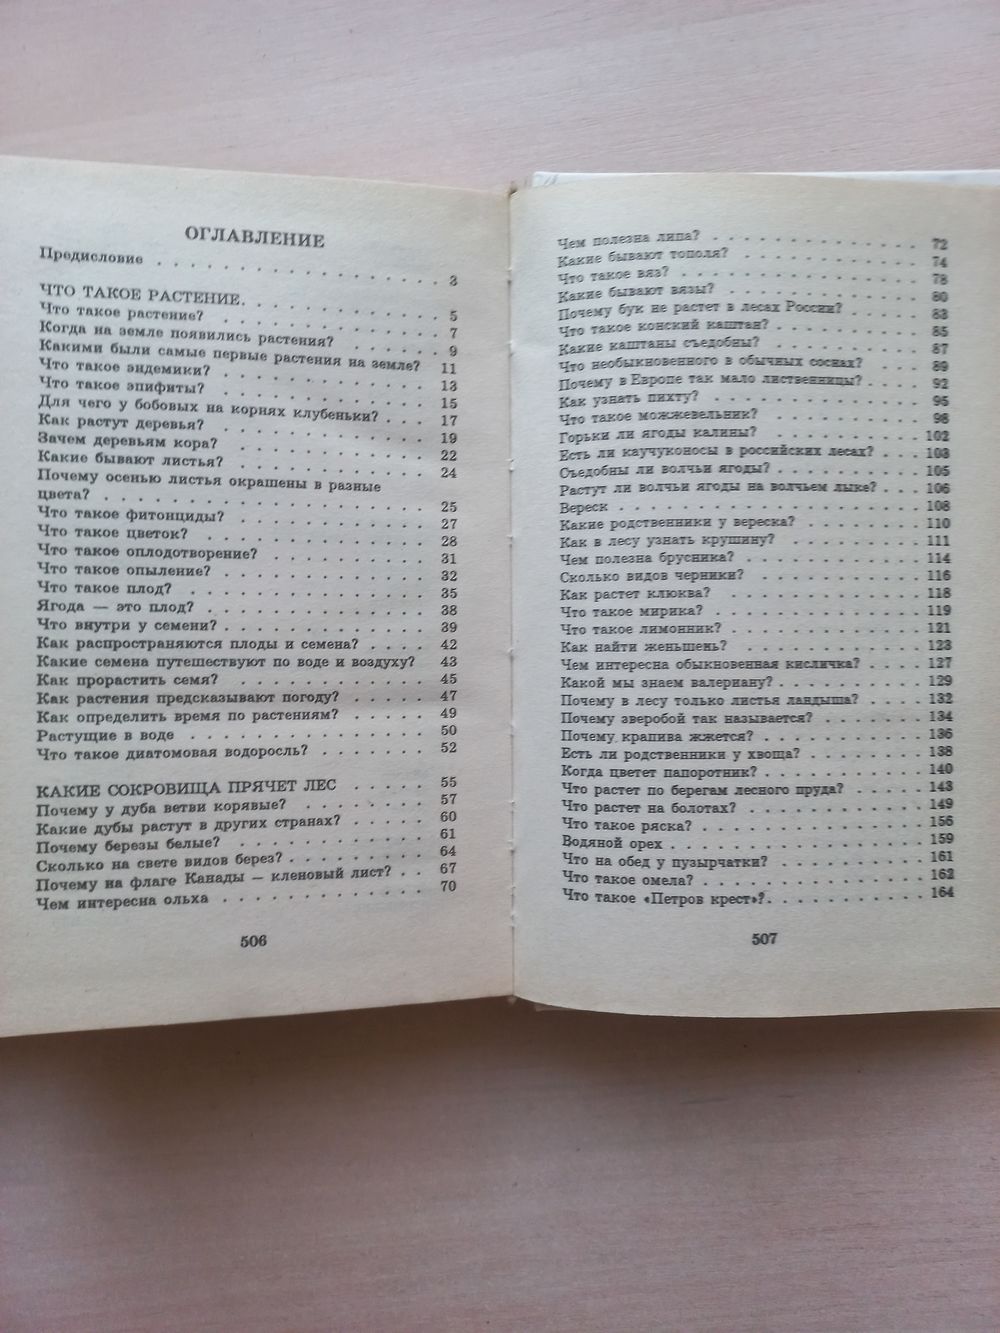 ОГЛАВЛЕНИЕ
Предисловие . . . . . . . . . . . . . . . . 3
ЧТО ТАКОЕ РАСТЕНИЕ. . . . . . . . . . . 5
Что такое растение? . . . . . . . . . . . . 7
Когда на земле появились растения? . . . . 9
Какими были самые первые растения на земле? 11
Что такое эндемики? . . . . . . . . . . . 13
Что такое эпифиты? . . . . . . . . . . . 15
Для чего у бобовых на корнях клубеньки? . . . 17
Как растут деревья? . . . . . . . . . . . 19
Зачем деревьям кора? . . . . . . . . . . . 22
Какие бывают листья? . . . . . . . . . . 24
Почему осенью листья окрашены в разные
цвета? . . . . . . . . . . . . . . . . . 25
Что такое фитонциды? . . . . . . . . . . 27
Что такое цветок? . . . . . . . . . . . . 28
Что такое оплодотворение? . . . . . . . . 31
Что такое опыление? . . . . . . . . . . . 32
Что такое плод? . . . . . . . . . . . . . 35
Ягода — это плод? . . . . . . . . . . . . 38
Что внутри у семени? . . . . . . . . . . . 39
Как распространяются плоды и семена? . . . . 42
Какие семена путешествуют по воде и воздуху? 43
Как прорастить семя? . . . . . . . . . . 45
Как растения предсказывают погоду? . . . . . 47
Как определить время по растениям? . . . . . 49
Растущие в воде . . . . . . . . . . . . . 50
Что такое диатомовая водоросль? . . . . . . 52
КАКИЕ СОКРОВИЩА ПРЯЧЕТ ЛЕС . . . . . 55
Почему у дуба ветви корявые? . . . . . . . 57
Какие дубы растут в других странах? . . . . . 60
Почему березы белые? . . . . . . . . . . . 61
Сколько на свете видов берез? . . . . . . . . 64
Почему на флаге Канады – кленовый лист? . . 67
Чем интересна ольха . . . . . . . . . . . 70
506
Чем полезна липа? . . . . . . . . . . . . 72
Какие бывают тополя? . . . . . . . . . . 74
Что такое вяз? . . . . . . . . . . . . . 78
Какие бывают вязы? . . . . . . . . . . . 80
Почему бук не растет в лесах России? . . . . 83
Что такое конский каштан? . . . . . . . . 85
Какие каштаны съедобны? . . . . . . . . . 87
Что необыкновенного в обычных соснах? . . . 89
Почему в Европе так мало лиственницы? . . . . 92
Как узнать пихту? . . . . . . . . . . . . 95
Что такое можжевельник? . . . . . . . . . 98
Горьки ли ягоды калины? . . . . . . . . . 102
Есть ли каучуконосы в российских лесах? . . . 103
Съедобны ли волчьи ягоды? . . . . . . . . 105
Растут ли волчьи ягоды на волчьем лыке? . . . 106
Вереск . . . . . . . . . . . . . . . . . 108
Какие родственники у вереска? . . . . . . . 110
Как в лесу узнать крушину? . . . . . . . . 111
Чем полезна брусника? . . . . . . . . . . 114
Сколько видов черники? . . . . . . . . . 116
Как растет клюква? . . . . . . . . . . . 118
Что такое мирика? . . . . . . . . . . . . 119
Что такое лимонник? . . . . . . . . . . . 121
Как найти женьшень? . . . . . . . . . . 123
Чем интересна обыкновенная кисличка? . . . . 127
Какой мы знаем валериану? . . . . . . . . 129
Почему в лесу только листья ландыша? . . . . 132
Почему зверобой так называется? . . . . . . 134
Почему крапива жжется? . . . . . . . . . 136
Есть ли родственники у хвоща? . . . . . . . 138
Когда цветет папоротник? . . . . . . . . . 140
Что растет по берегам лесного пруда? . . . . . 143
Что растет на болотах? . . . . . . . . . . 149
Что такое ряска? . . . . . . . . . . . . . 156
Водяной орех . . . . . . . . . . . . . . 159
Что на обед у пузырчатки? . . . . . . . . . 161
Что такое омела? . . . . . . . . . . . . . 162
Что такое «Петров крест»?. . . . . . . . . . 164
507